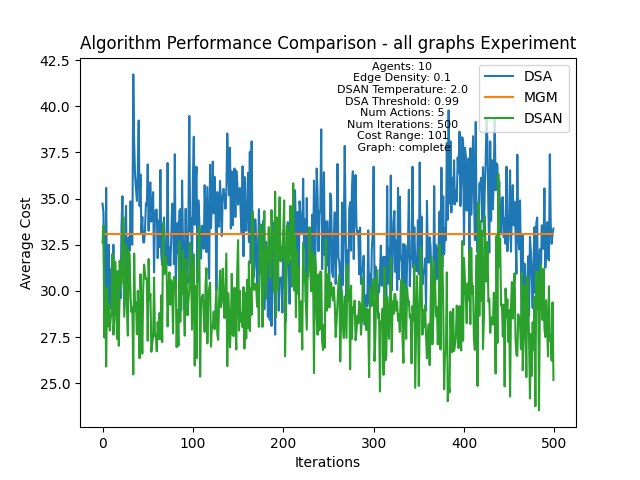 Algorithm Performance Comparison - all graphs Experiment
42.5
40.0
37.5
35.0
32.5
30.0
27.5
25.0
Average Cost
Agents: 10
Edge Density: 0.1
DSAN Temperature: 2.0
DSA Threshold: 0.99
Num Actions: 5
Num Iterations: 500
Cost Range: 101
Graph: complete
DSA
MGM
DSAN
0
100
200
300
400
500
Iterations